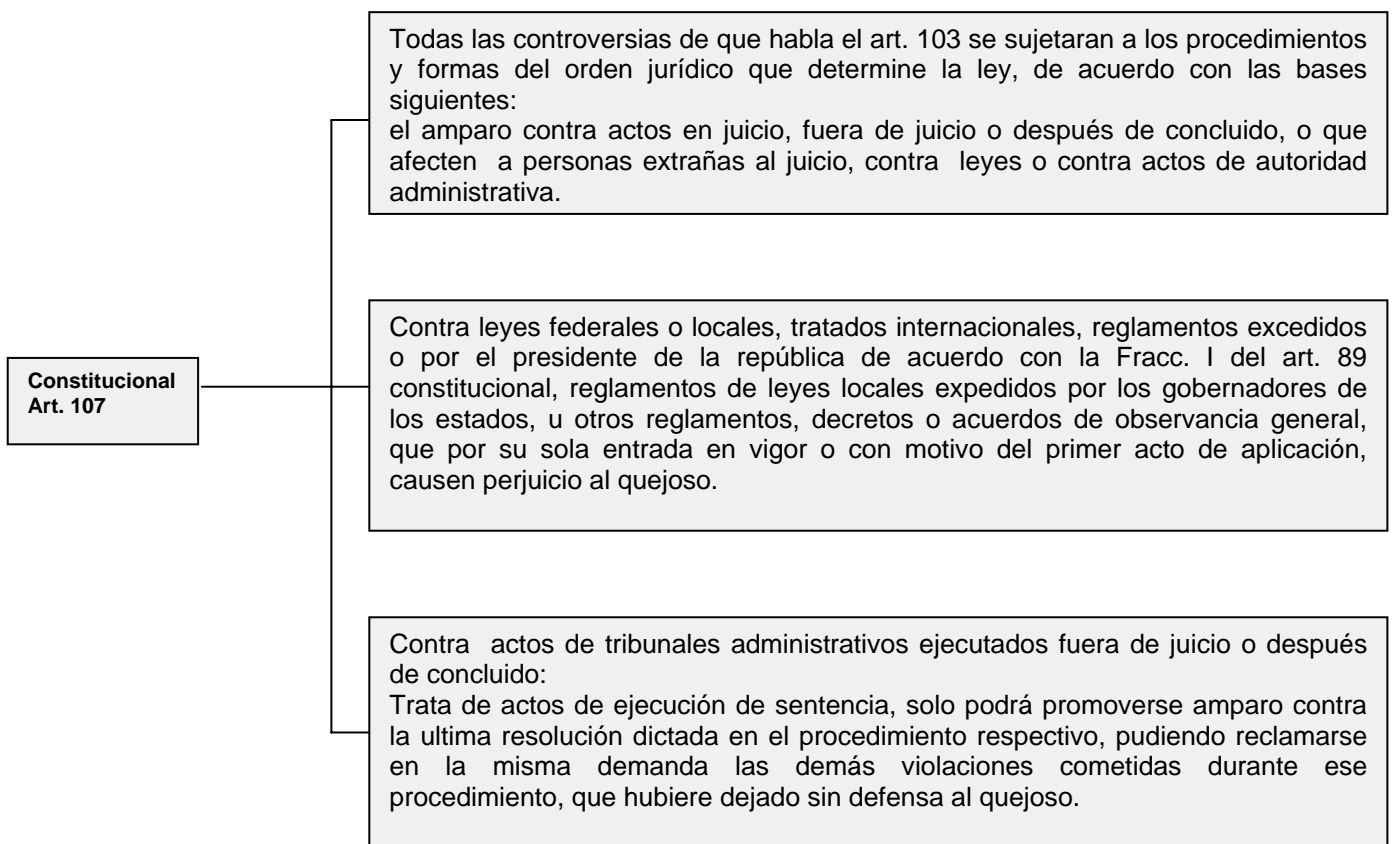 Todas las controversias de que habla el art. 103 se sujetaran a los procedimientos
y formas del orden jurídico que determine la ley, de acuerdo con las bases
siguientes:
el amparo contra actos en juicio, fuera de juicio o después de concluido, o que
afecten a personas extrañas al juicio, contra leyes o contra actos de autoridad
administrativa.
Constitucional
Art. 107
Contra leyes federales o locales, tratados internacionales, reglamentos excedidos
o por el presidente de la república de acuerdo con la Fracc. I del art. 89
constitucional, reglamentos de leyes locales expedidos por los gobernadores de
los estados, u otros reglamentos, decretos o acuerdos de observancia general,
que por su sola entrada en vigor o con motivo del primer acto de aplicación,
causen perjuicio al quejoso.
Contra actos de tribunales administrativos ejecutados fuera de juicio o después
de concluido:
Trata de actos de ejecución de sentencia, solo podrá promoverse amparo contra
la ultima resolución dictada en el procedimiento respectivo, pudiendo reclamarse
en la misma demanda las demás violaciones cometidas durante ese
procedimiento, que hubiere dejado sin defensa al quejoso.